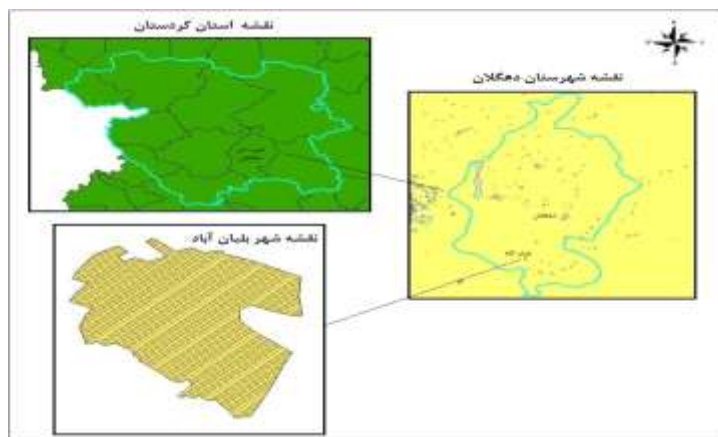 نقشه استان کردستان
نقشه شهرستان دهگلان
نقشه شهر بلبان آباد